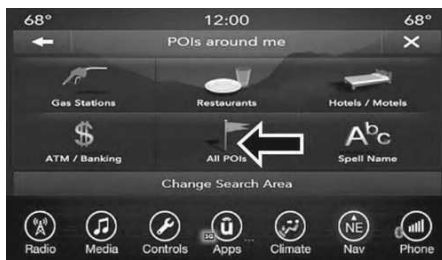 68° 12:00 68°
POIs around me
Gas Stations Restaurants Hotels / Motels
$ Abc
ATM / Banking All POIs Spell Name
Change Search Area
NE
3G
Radio Media Controls Apps Climate Nav Phone